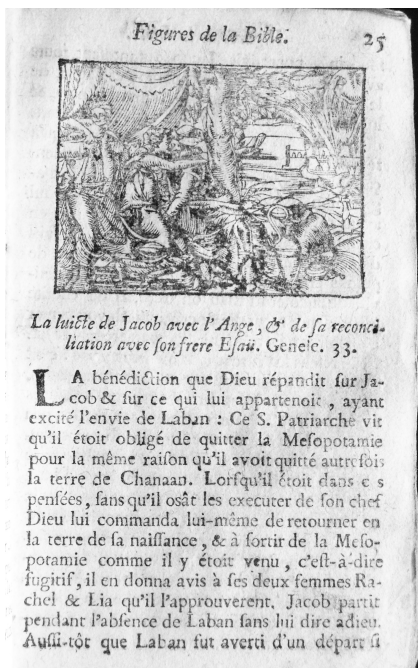 Figures de la Bible.
25
La luicte de Jacob avec l'Ange, & de sa reconci-
liation avec son frere Esaü. Genese. 33.
LA bénédiction que Dieu répandit sur Ja-
cob & sur ce qui lui appartenoit, ayant
excité l'envie de Laban : Ce S. Patriarche vit
qu'il étoit obligé de quitter la Mesopotamie
pour la même raison qu'il avoit quitté autrefois
la terre de Chanaan. Lorsqu'il étoit dans c s
pensées, sans qu'il osât les executer de son chef
Dieu lui commanda lui-même de retourner en
la terre de sa naissance, & à sortir de la Meso-
potamie comme il y étoit venu, c'est-à-dire
fugitif, il en donna avis à ses deux femmes Ra-
chel & Lia qu'il l'approuverent. Jacob partit
pendant l'absence de Laban sans lui dire adieu.
Aussi-tôt que Laban fut averti d'un départ si